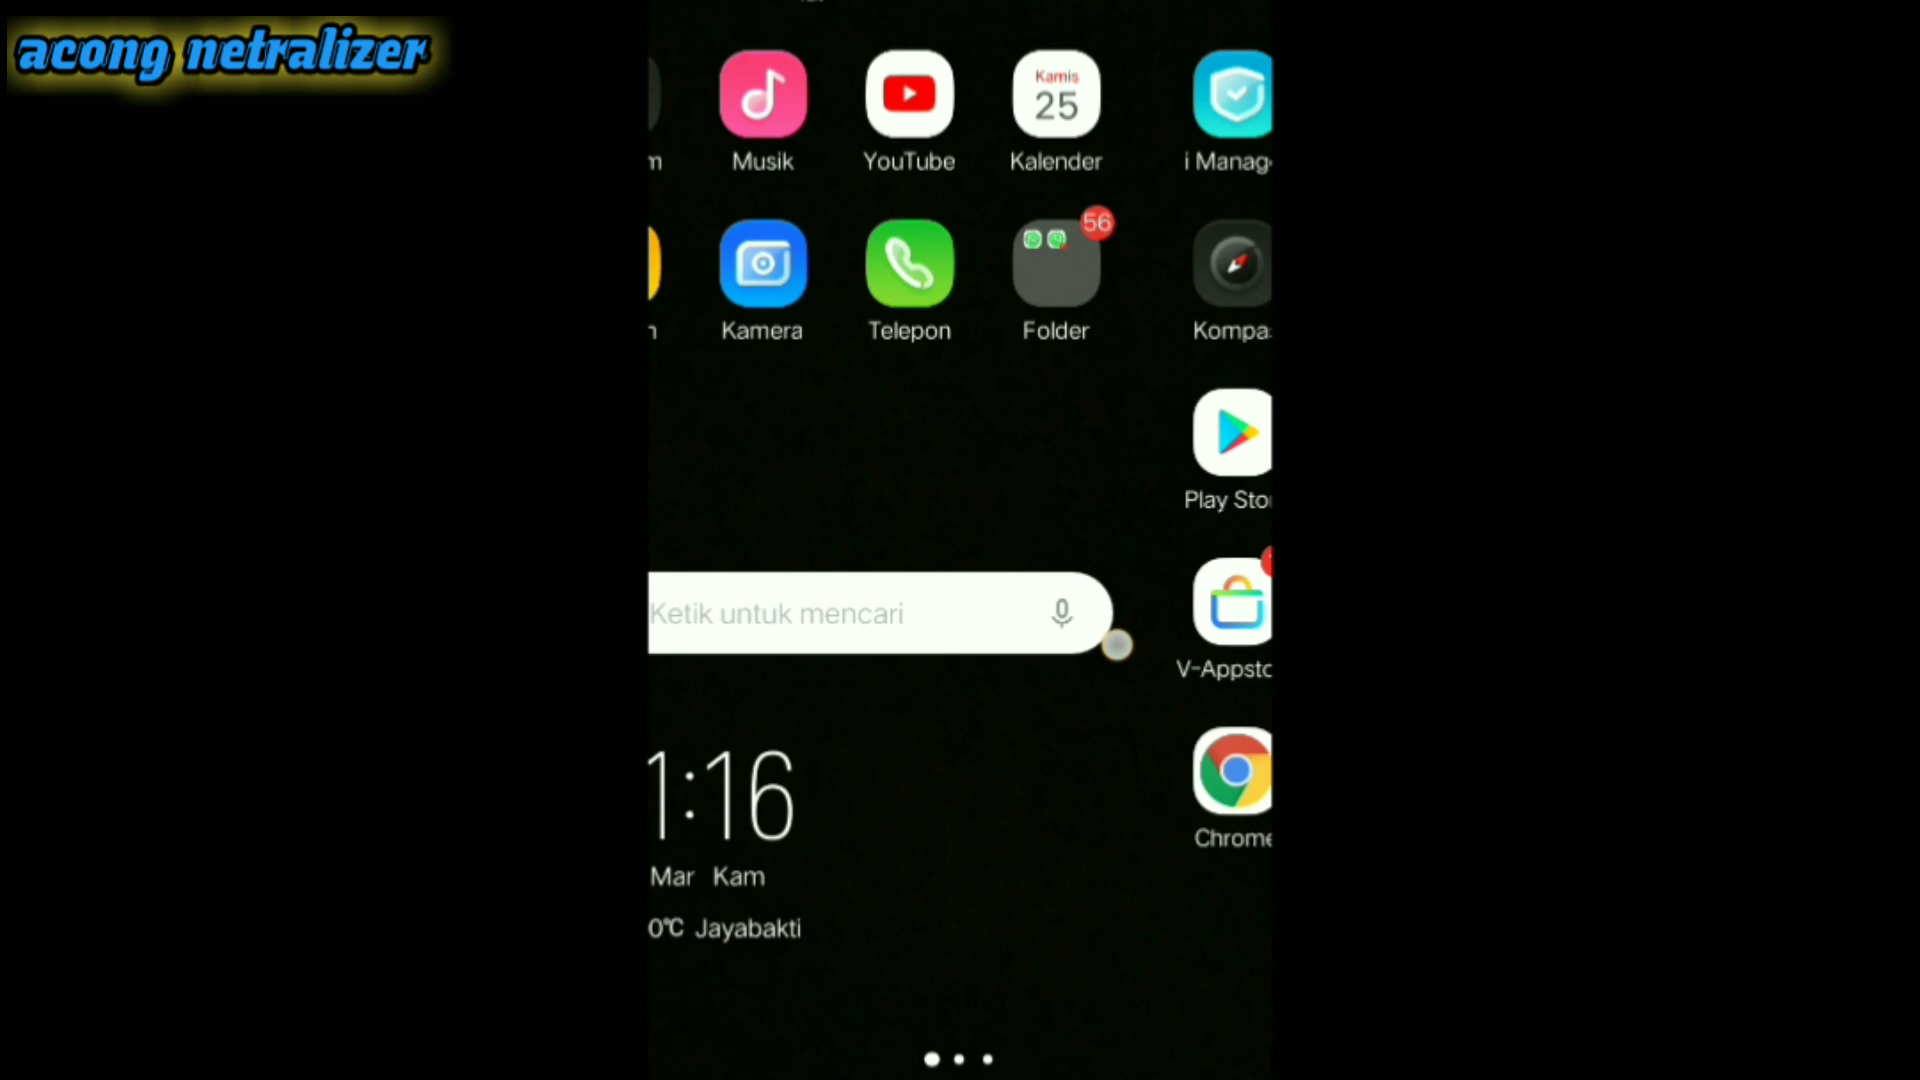 acong netralizer
Kamis
25
m Musik YouTube Kalender i Manag
56
n Kamera Telepon Folder Kompa
Play Sto
Ketik untuk mencari
V-Appsto
1:16
Chrome
Mar Kam
0°C Jayabakti